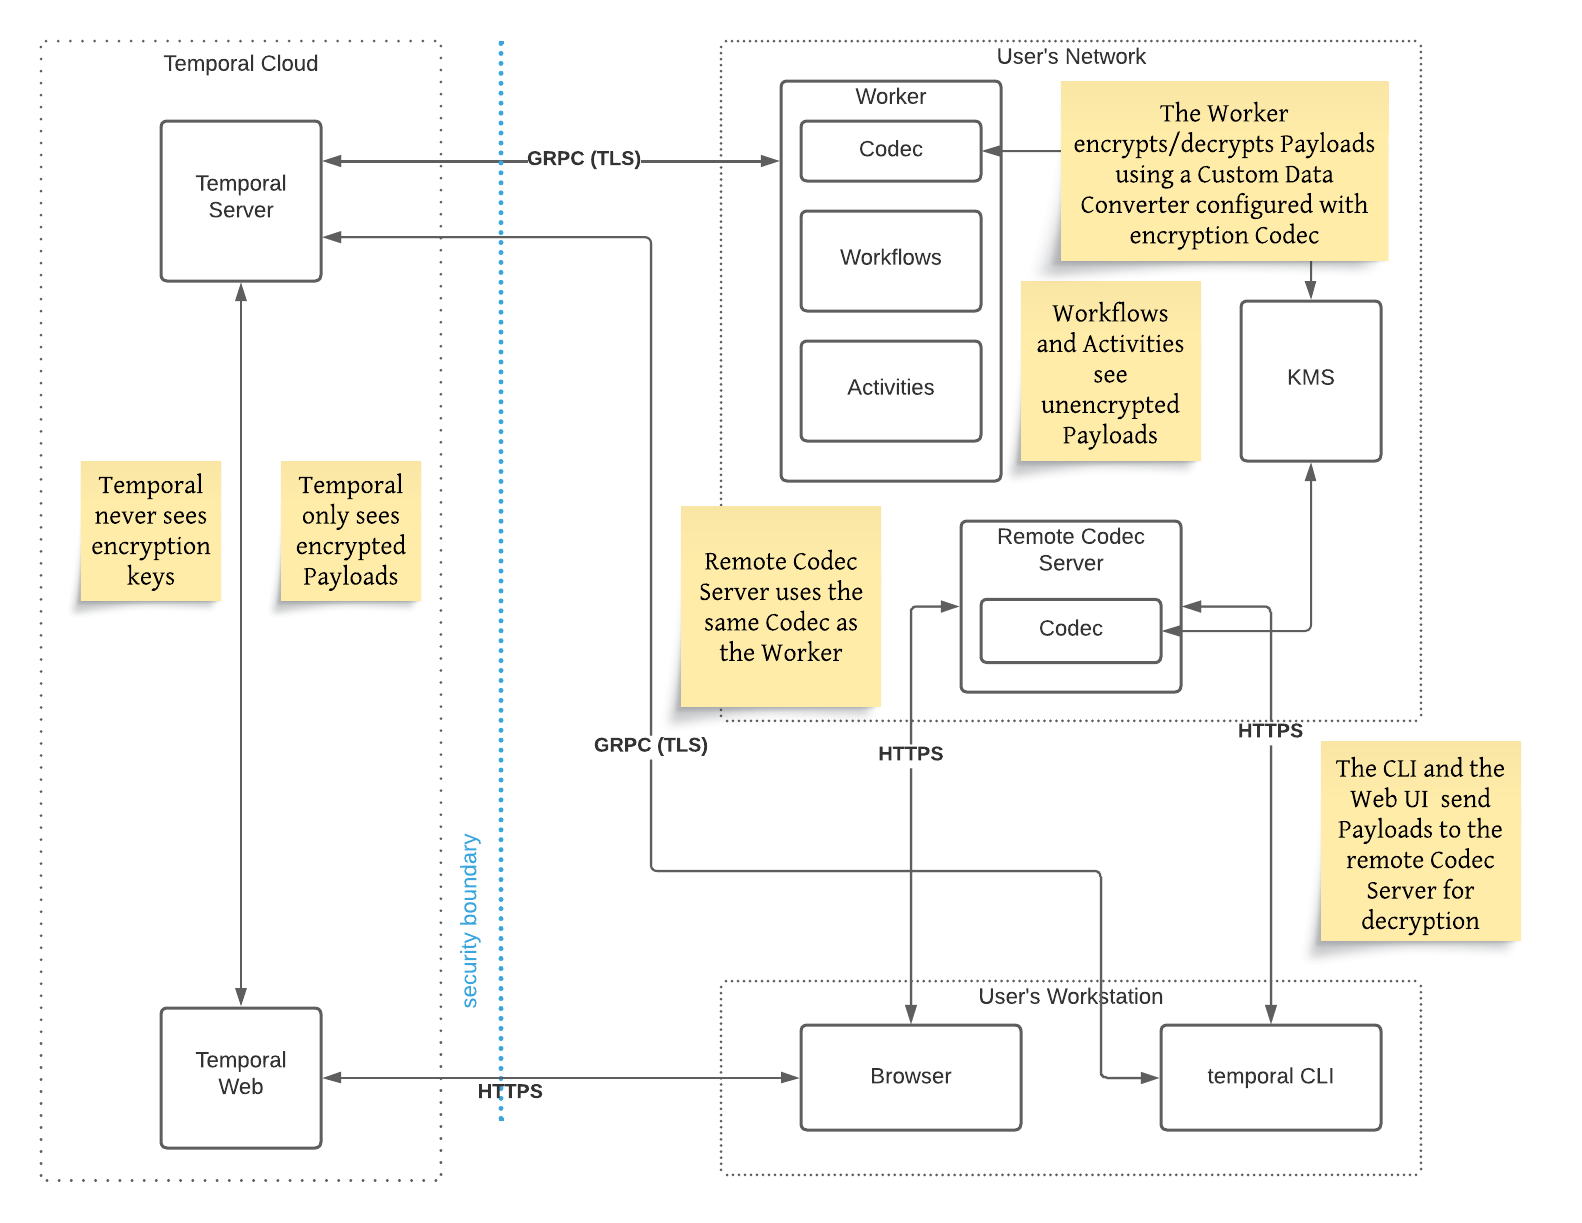 Temporal Cloud
Temporal
Server
Temporal
never sees
encryption
keys
Temporal
only sees
encrypted
Payloads
Temporal
Web
security boundary
GRPC (TLS)
GRPC (TLS)
HTTPS
User's Network
Worker
Codec
Workflows
Activities
The Worker
encrypts/decrypts Payloads
using a Custom Data
Converter configured with
encryption Codec
Workflows
and Activities
see
unencrypted
Payloads
KMS
Remote Codec
Server uses the
same Codec as
the Worker
Remote Codec
Server
Codec
HTTPS
HTTPS
The CLI and the
Web UI  send
Payloads to the
remote Codec
Server for
decryption
User's Workstation
Browser
temporal CLI